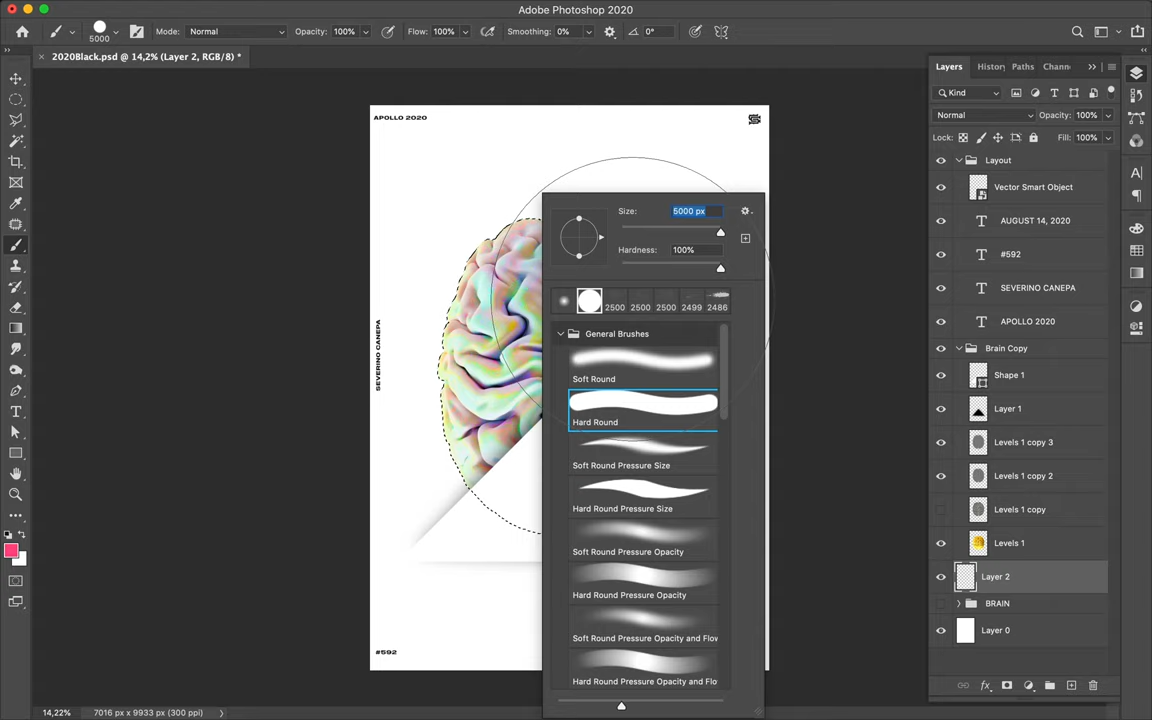 Adobe Photoshop 2020
5000
Mode: Normal
Opacity: 100%
Flow: 100%
Smoothing: 0%
0°
2020Black.psd @ 14,2% (Layer 2, RGB/8) *
APOLLO 2020
SEVERINO CANEPA
#592
Size: 5000 px
Hardness: 100%
2500 2500 2500 2499 2486
General Brushes
Soft Round
Hard Round
Soft Round Pressure Size
Hard Round Pressure Size
Soft Round Pressure Opacity
Hard Round Pressure Opacity
Soft Round Pressure Opacity and Flow
Hard Round Pressure Opacity and Flo
Layers History Paths Chann
Kind
Normal Opacity: 100%
Lock: Fill: 100%
Layout
Vector Smart Object
AUGUST 14, 2020
#592
SEVERINO CANEPA
APOLLO 2020
Brain Copy
Shape 1
Layer 1
Levels 1 copy 3
Levels 1 copy 2
Levels 1 copy
Levels 1
Layer 2
BRAIN
Layer 0
14,22% 7016 px x 9933 px (300 ppi)